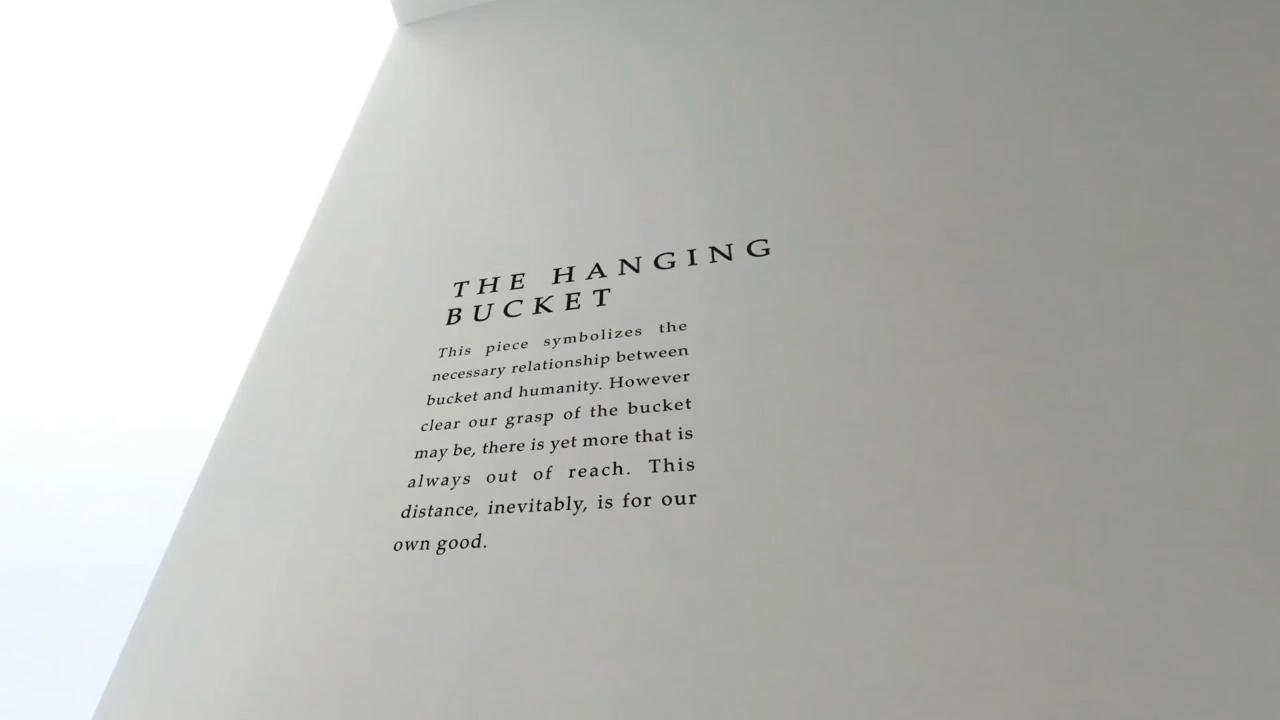 THE HANGING
BUCKET
This piece symbolizes the
necessary relationship between
bucket and humanity. However
clear our grasp of the bucket
may be, there is yet more that is
always out of reach. This
distance, inevitably, is for our
own good.